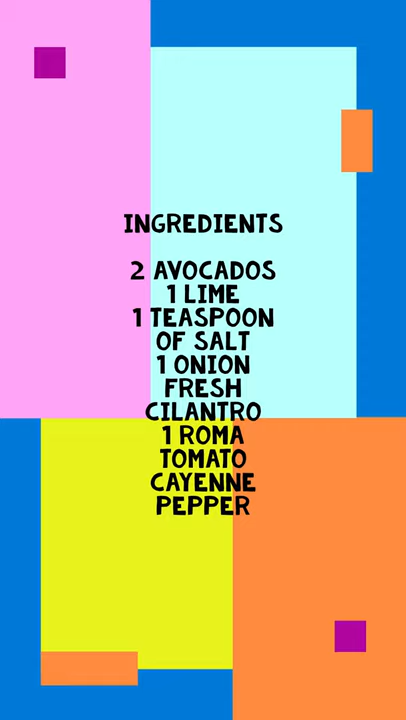 INGREDIENTS
2 AVOCADOS
1 LIME
1 TEASPOON
OF SALT
1 ONION
FRESH
CILANTRO
1 ROMA
TOMATO
CAYENNE
PEPPER